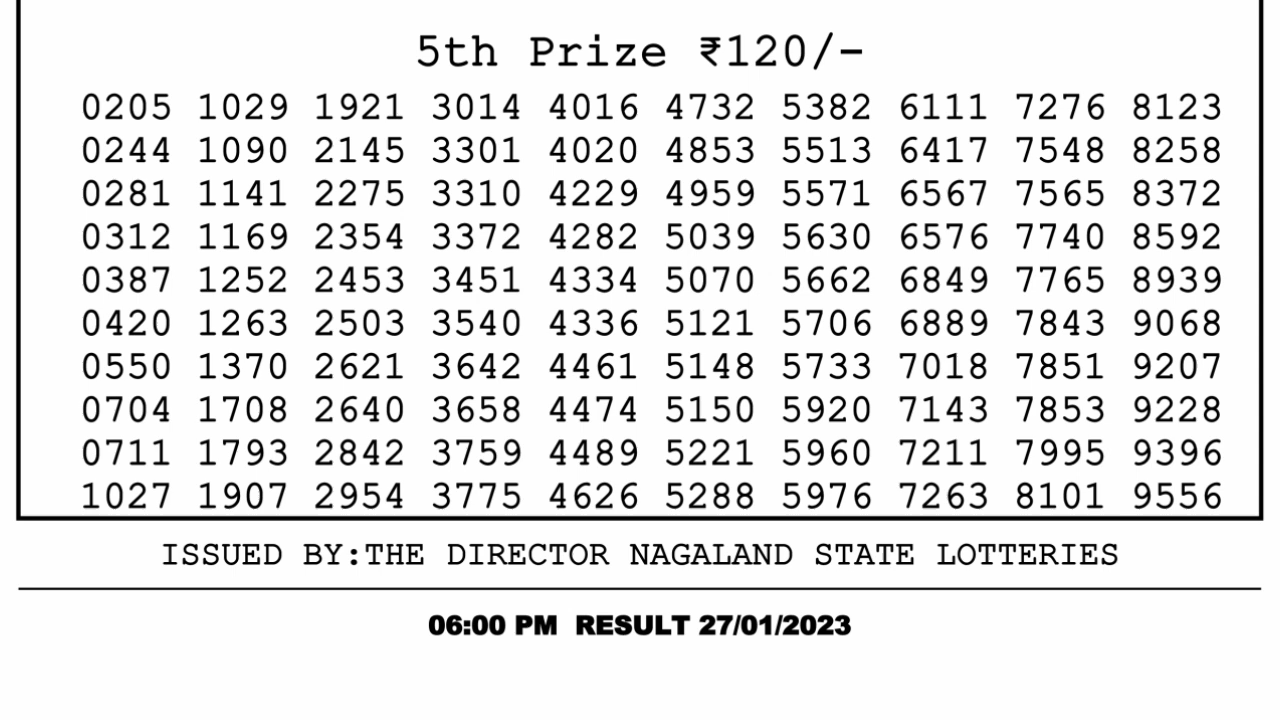 5th Prize ₹120/-
0205 1029 1921 3014 4016 4732 5382 6111 7276 8123
0244 1090 2145 3301 4020 4853 5513 6417 7548 8258
0281 1141 2275 3310 4229 4959 5571 6567 7565 8372
0312 1169 2354 3372 4282 5039 5630 6576 7740 8592
0387 1252 2453 3451 4334 5070 5662 6849 7765 8939
0420 1263 2503 3540 4336 5121 5706 6889 7843 9068
0550 1370 2621 3642 4461 5148 5733 7018 7851 9207
0704 1708 2640 3658 4474 5150 5920 7143 7853 9228
0711 1793 2842 3759 4489 5221 5960 7211 7995 9396
1027 1907 2954 3775 4626 5288 5976 7263 8101 9556
ISSUED BY:THE DIRECTOR NAGALAND STATE LOTTERIES
06:00 PM RESULT 27/01/2023